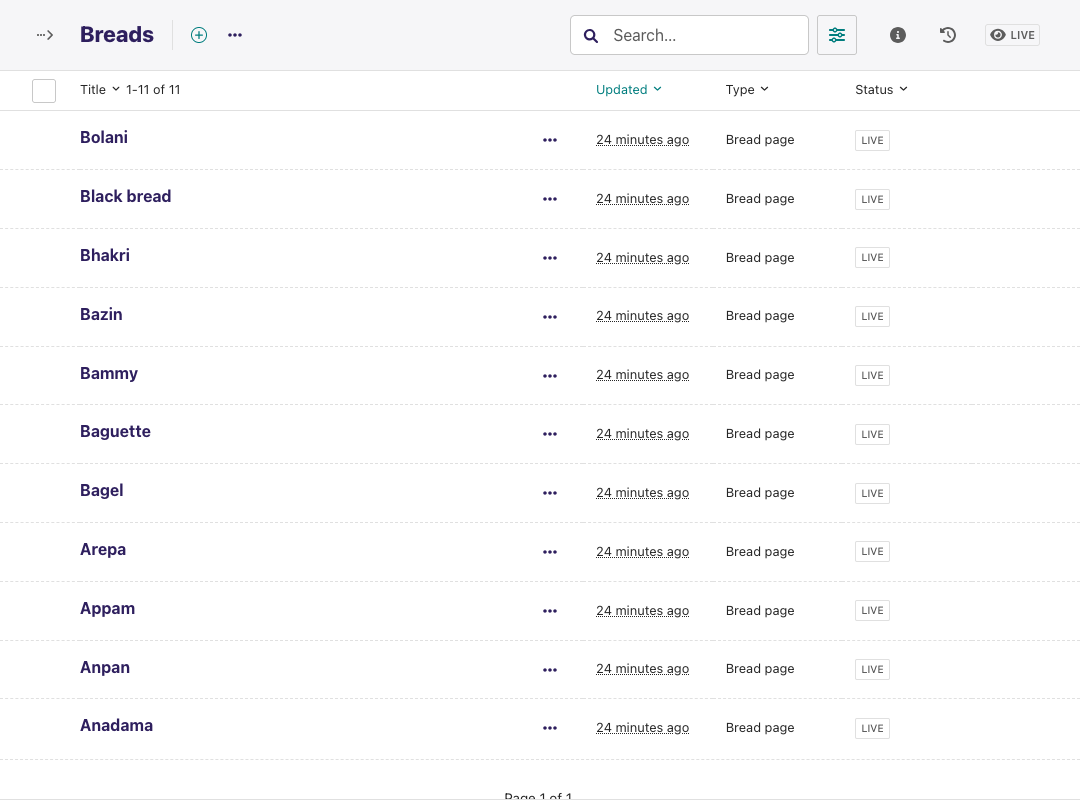 Breads
Search...
LIVE
Title 1-11 of 11 Updated Type Status
Bolani 24 minutes ago Bread page LIVE
Black bread 24 minutes ago Bread page LIVE
Bhakri 24 minutes ago Bread page LIVE
Bazin 24 minutes ago Bread page LIVE
Bammy 24 minutes ago Bread page LIVE
Baguette 24 minutes ago Bread page LIVE
Bagel 24 minutes ago Bread page LIVE
Arepa 24 minutes ago Bread page LIVE
Appam 24 minutes ago Bread page LIVE
Anpan 24 minutes ago Bread page LIVE
Anadama 24 minutes ago Bread page LIVE
Page 1 of 1